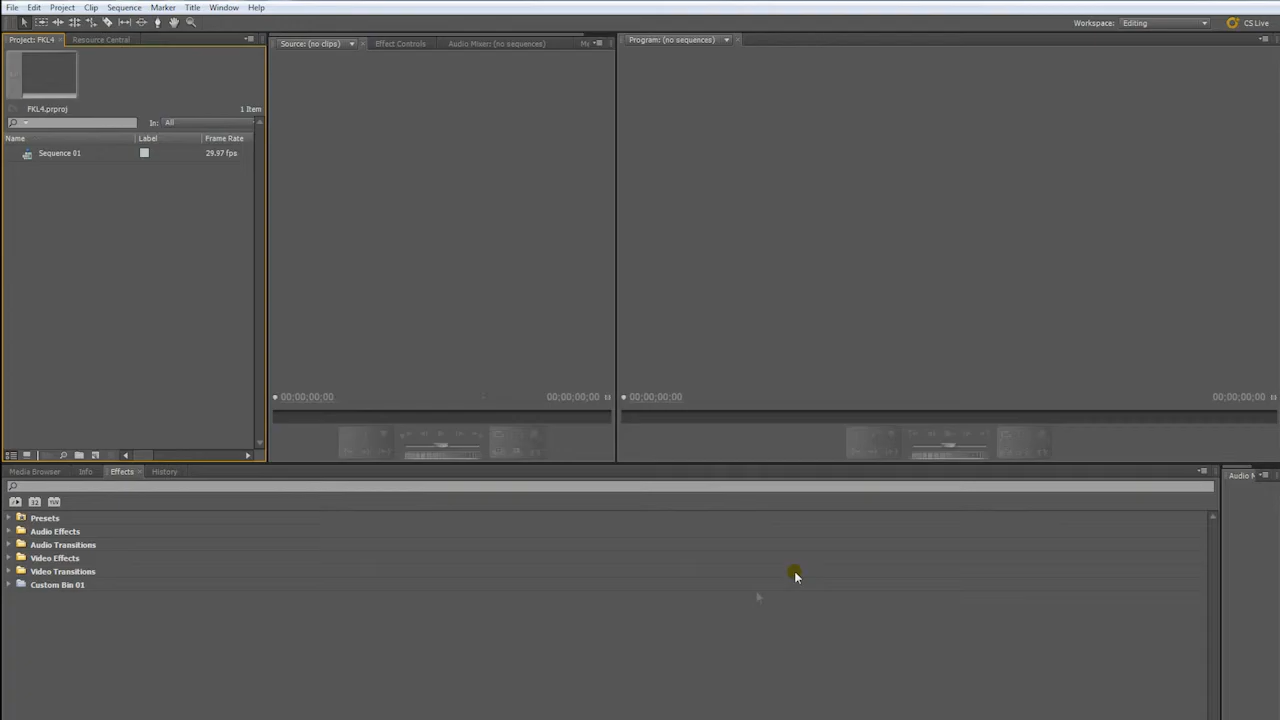 File Edit Project Clip Sequence Marker Title Window Help
Workspace: Editing CS Live
Project: FKL4 Resource Central
Source: (no clips) Effect Controls Audio Mixer: (no sequences)
Program: (no sequences)
FKL4.prproj 1 Item
In: All
Name Label Frame Rate
Sequence 01 29.97 fps
00;00;00;00 00;00;00;00
00;00;00;00 00;00;00;00
Media Browser Info Effects History
Audio
Presets
Audio Effects
Audio Transitions
Video Effects
Video Transitions
Custom Bin 01